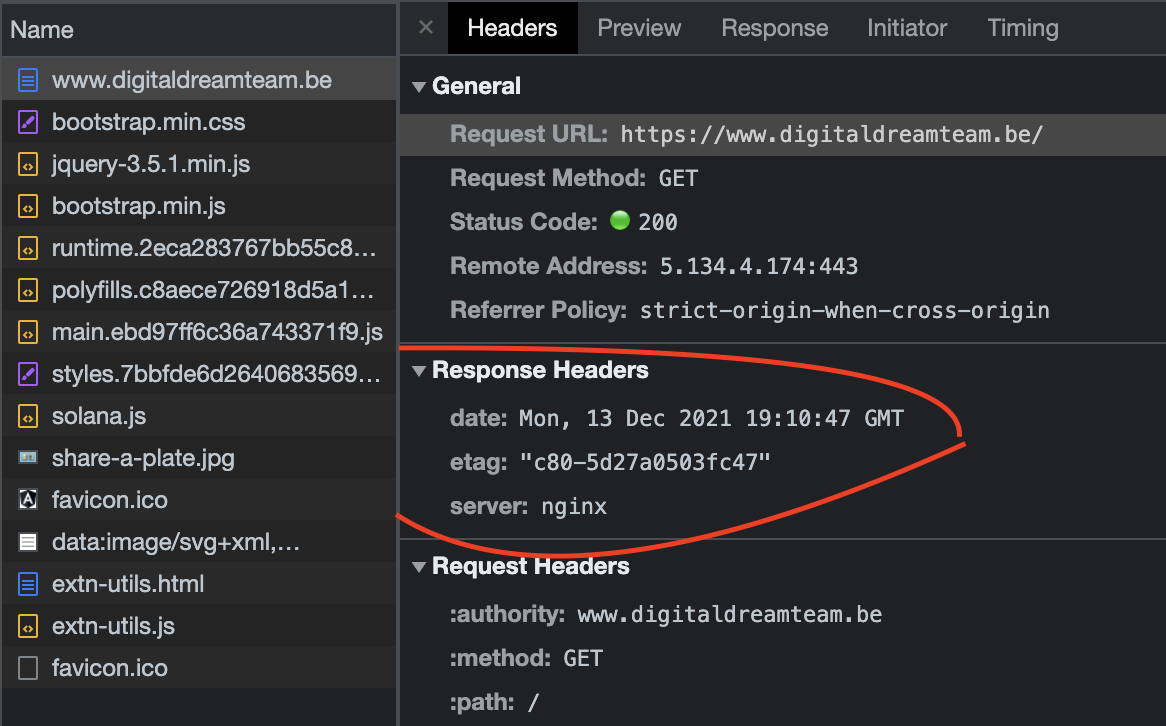 Name
www.digitaldreamteam.be
bootstrap.min.css
jquery-3.5.1.min.js
bootstrap.min.js
runtime.2eca283767bb55c8...
polyfills.c8aece726918d5a1...
main.ebd97ff6c36a743371f9.js
styles.7bbfde6d2640683569...
solana.js
share-a-plate.jpg
favicon.ico
data:image/svg+xml,...
extn-utils.html
extn-utils.js
favicon.ico
× Headers Preview Response Initiator Timing
General
Request URL: https://www.digitaldreamteam.be/
Request Method: GET
Status Code: 200
Remote Address: 5.134.4.174:443
Referrer Policy: strict-origin-when-cross-origin
Response Headers
date: Mon, 13 Dec 2021 19:10:47 GMT
etag: "c80-5d27a0503fc47"
server: nginx
Request Headers
:authority: www.digitaldreamteam.be
:method: GET
:path: /